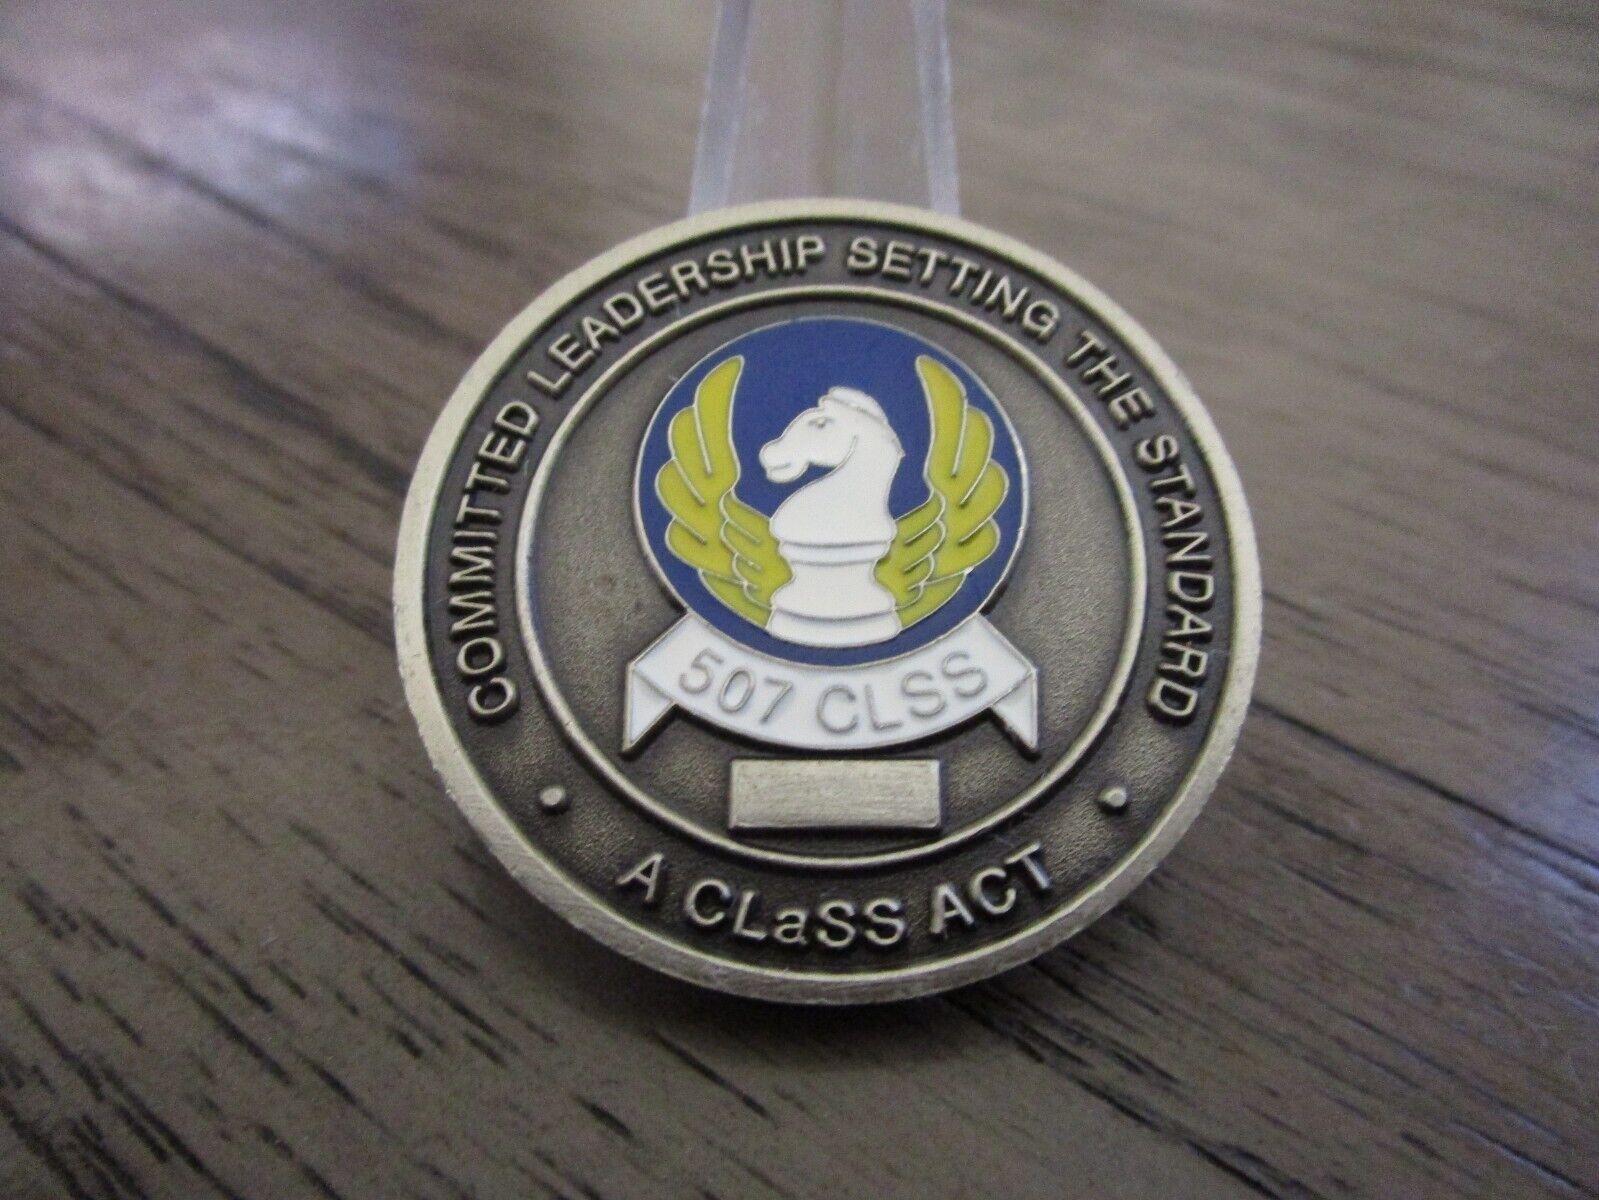 COMMITTED LEADERSHIP SETTING THE STANDARD
507 CLSS
A CLaSS ACT